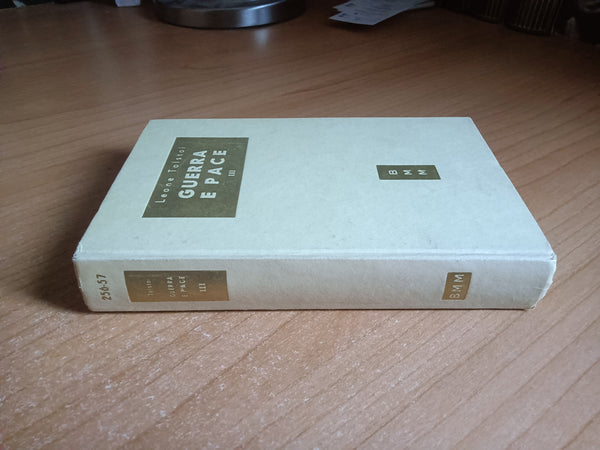 Leone Tolstoi
GUERRA
E PACE
III
B
M
M
256-57
Tolstoi
GUERRA
E PACE
III
BMM